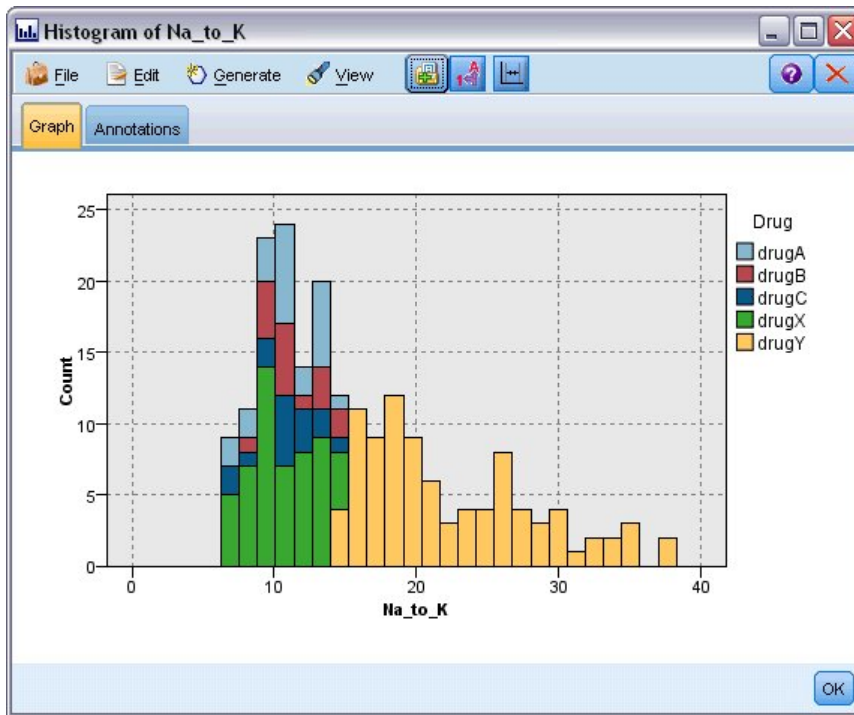 Histogram of Na_to_K
File Edit Generate View
Graph Annotations
25
20
15
10
5
0
Count
0 10 20 30 40
Na_to_K
Drug
drugA
drugB
drugC
drugX
drugY
OK